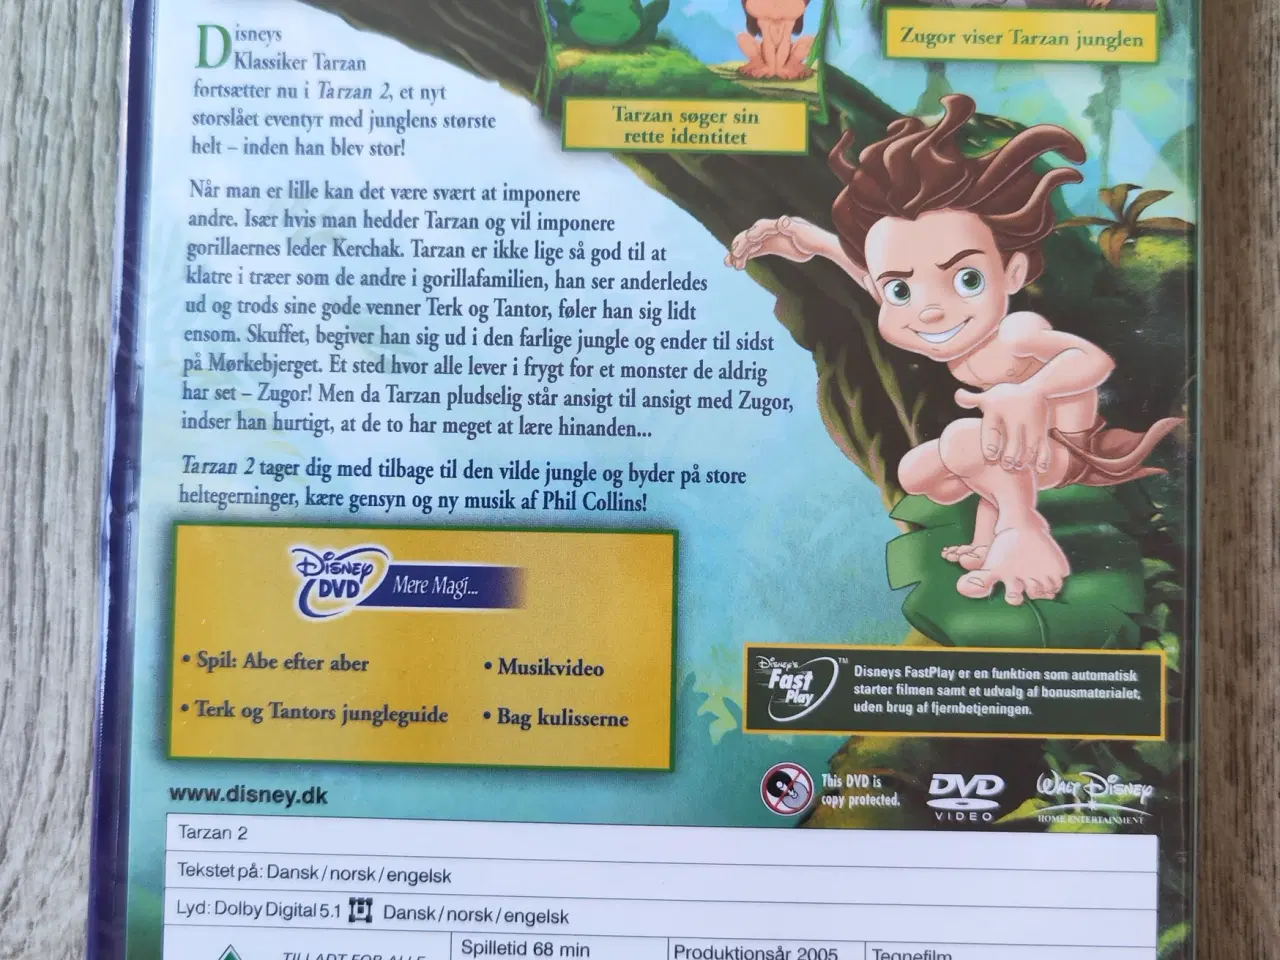 Disneys
Klassiker Tarzan
fortsætter nu i Tarzan 2, et nyt
storslået eventyr med junglens største
helt – inden han blev stor!
Når man er lille kan det være svært at imponere
andre. Især hvis man hedder Tarzan og vil imponere
gorillaernes leder Kerchak. Tarzan er ikke lige så god til at
klatre i træer som de andre i gorillafamilien, han ser anderledes
ud og trods sine gode venner Terk og Tantor, føler han sig lidt
ensom. Skuffet, begiver han sig ud i den farlige jungle og ender til sidst
på Mørkebjerget. Et sted hvor alle lever i frygt for et monster de aldrig
har set – Zugor! Men da Tarzan pludselig står ansigt til ansigt med Zugor,
indser han hurtigt, at de to har meget at lære hinanden...
Tarzan 2 tager dig med tilbage til den vilde jungle og byder på store
heltegerninger, kære gensyn og ny musik af Phil Collins!
Tarzan søger sin
rette identitet
Zugor viser Tarzan junglen
Disney
DVD
Mere Magi...
• Spil: Abe efter aber
• Terk og Tantors jungleguide
• Musikvideo
• Bag kulisserne
Disney's
Fast
Play
™
Disneys FastPlay er en funktion som automatisk
starter filmen samt et udvalg af bonusmaterialet,
uden brug af fjernbetjeningen.
www.disney.dk
This DVD is
copy protected.
DVD
VIDEO
Walt Disney
HOME ENTERTAINMENT
Tarzan 2
Tekstet på: Dansk/norsk/engelsk
Lyd: Dolby Digital 5.1 Dansk/norsk/engelsk
TILLADT FOR ALLE
Spilletid 68 min
Produktionsår 2005
Tegnefilm